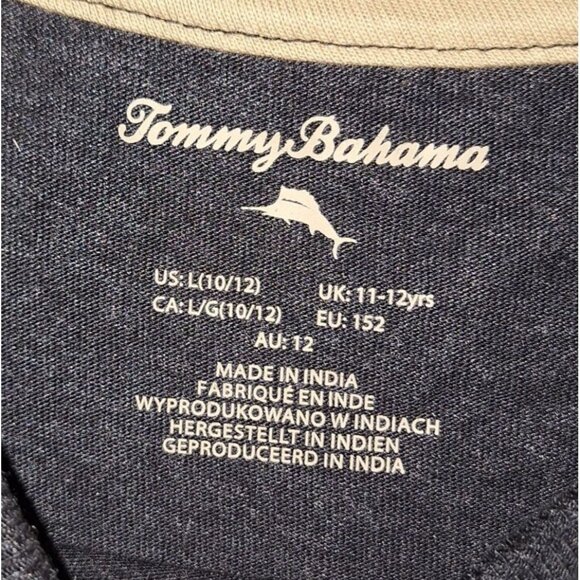 Tommy Bahama
US: L(10/12) UK: 11-12yrs
CA: L/G(10/12) EU: 152
AU: 12
MADE IN INDIA
FABRIQUÉ EN INDE
WYPRODUKOWANO W INDIACH
HERGESTELLT IN INDIEN
GEPRODUCEERD IN INDIA